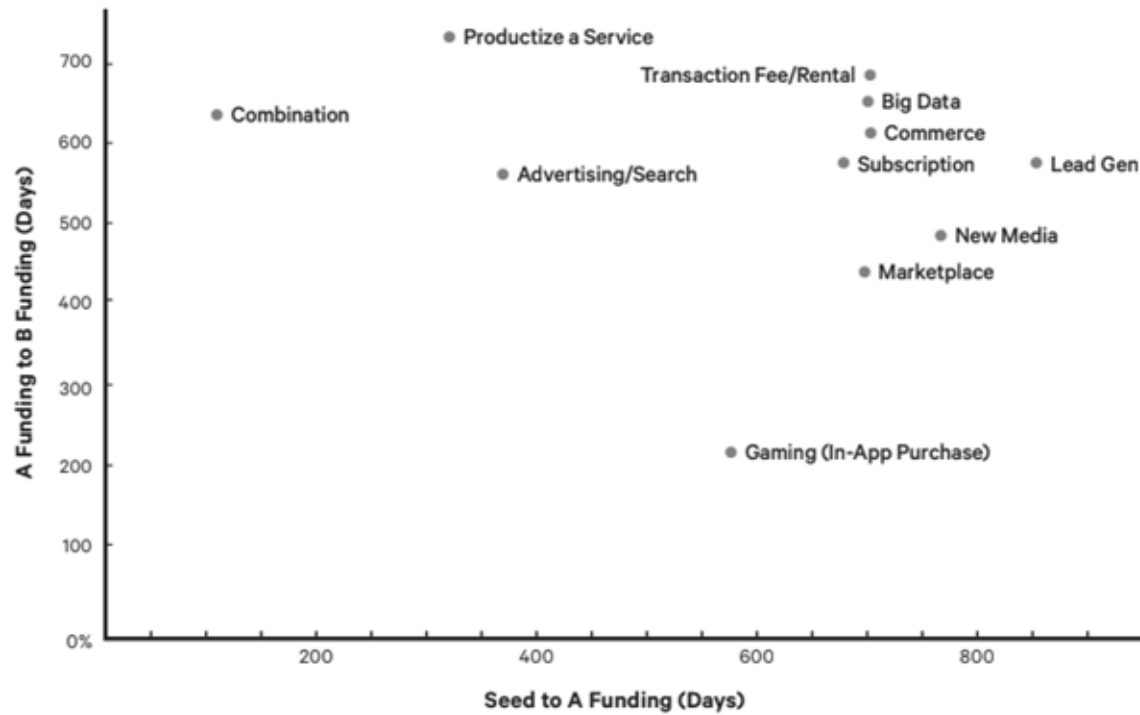 A Funding to B Funding (Days)
700
600
500
400
300
200
100
0%
Productize a Service
Transaction Fee/Rental
Big Data
Combination
Commerce
Subscription
Lead Gen
Advertising/Search
New Media
Marketplace
Gaming (In-App Purchase)
200
400
600
800
Seed to A Funding (Days)